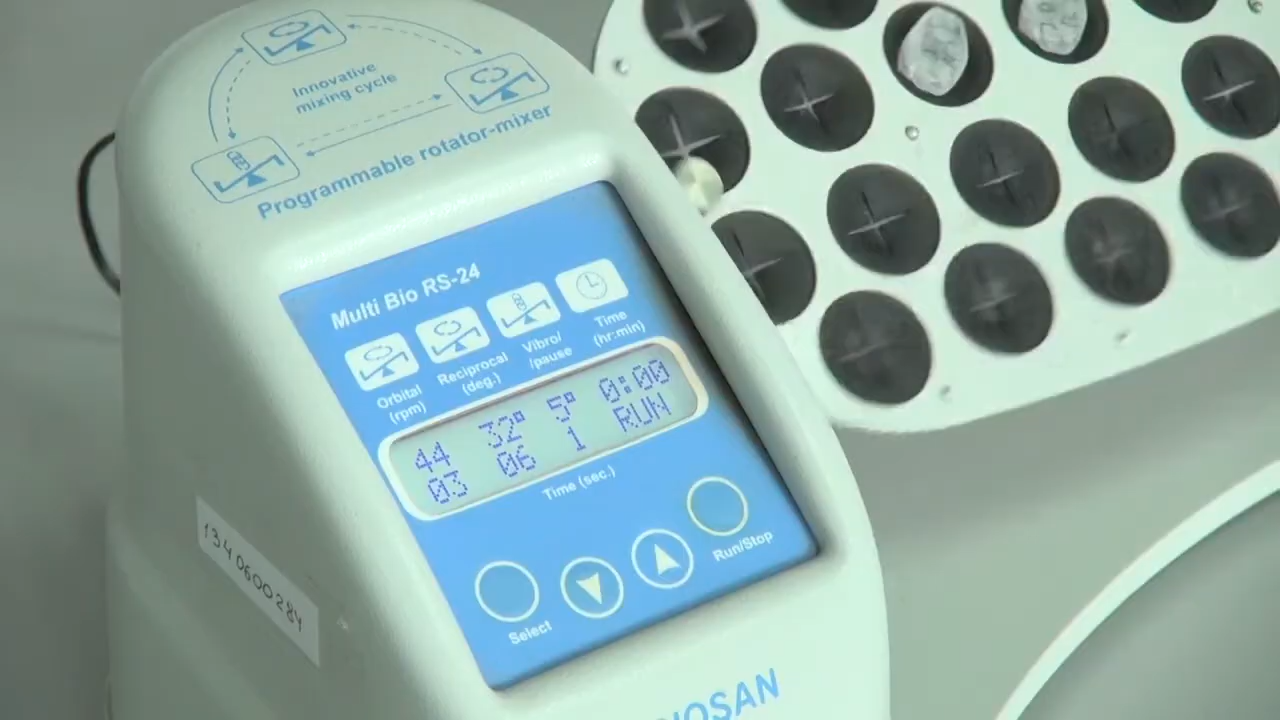 Innovative
mixing cycle
Programmable rotator-mixer
Multi Bio RS-24
Orbital
(rpm)
Reciprocal
(deg.)
Vibro/
/pause
Time
(hr:min)
44 32° 5° 0:00
03 06 1 RUN
Time (sec.)
Select
Run/Stop
1340600284